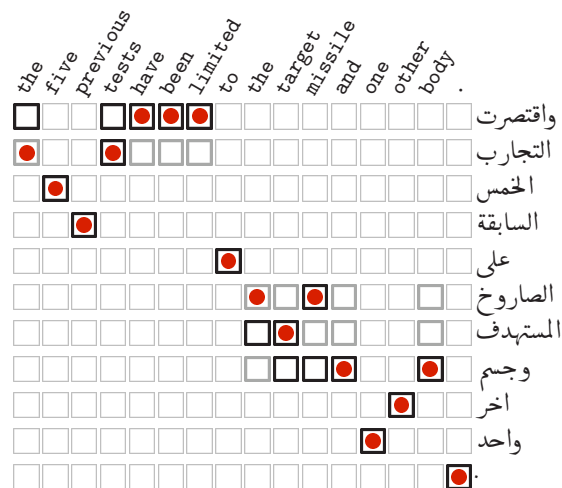 the five previous tests have been limited to the target missile and one other body .
واقتصرت
التجارب
الخمس
السابقة
على
الصاروخ
المستهدف
وجسم
اخر
واحد
.